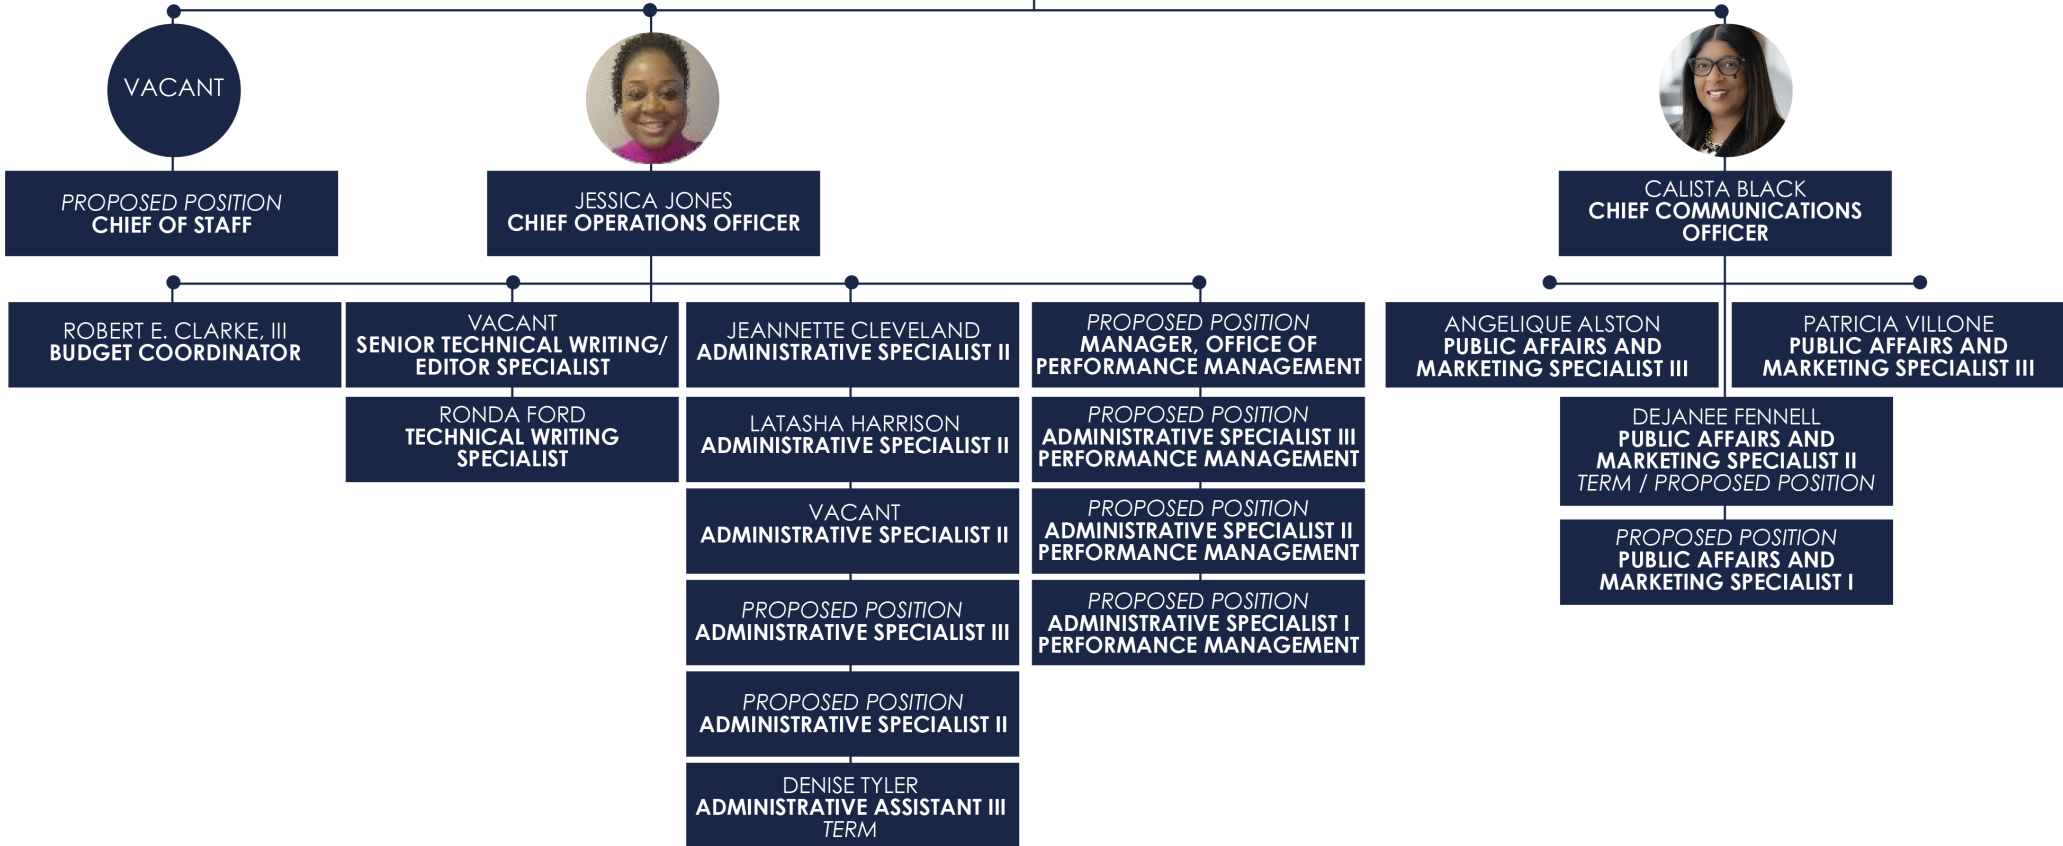 VACANT
PROPOSED POSITION
CHIEF OF STAFF
JESSICA JONES
CHIEF OPERATIONS OFFICER
CALISTA BLACK
CHIEF COMMUNICATIONS
OFFICER
ROBERT E. CLARKE, III
BUDGET COORDINATOR
VACANT
SENIOR TECHNICAL WRITING/
EDITOR SPECIALIST
RONDA FORD
TECHNICAL WRITING
SPECIALIST
JEANNETTE CLEVELAND
ADMINISTRATIVE SPECIALIST II
LATASHA HARRISON
ADMINISTRATIVE SPECIALIST II
VACANT
ADMINISTRATIVE SPECIALIST II
PROPOSED POSITION
ADMINISTRATIVE SPECIALIST III
PROPOSED POSITION
ADMINISTRATIVE SPECIALIST II
DENISE TYLER
ADMINISTRATIVE ASSISTANT III
TERM
PROPOSED POSITION
MANAGER, OFFICE OF
PERFORMANCE MANAGEMENT
PROPOSED POSITION
ADMINISTRATIVE SPECIALIST III
PERFORMANCE MANAGEMENT
PROPOSED POSITION
ADMINISTRATIVE SPECIALIST II
PERFORMANCE MANAGEMENT
PROPOSED POSITION
ADMINISTRATIVE SPECIALIST I
PERFORMANCE MANAGEMENT
ANGELIQUE ALSTON
PUBLIC AFFAIRS AND
MARKETING SPECIALIST III
PATRICIA VILLONE
PUBLIC AFFAIRS AND
MARKETING SPECIALIST III
DEJANEE FENNELL
PUBLIC AFFAIRS AND
MARKETING SPECIALIST II
TERM / PROPOSED POSITION
PROPOSED POSITION
PUBLIC AFFAIRS AND
MARKETING SPECIALIST I